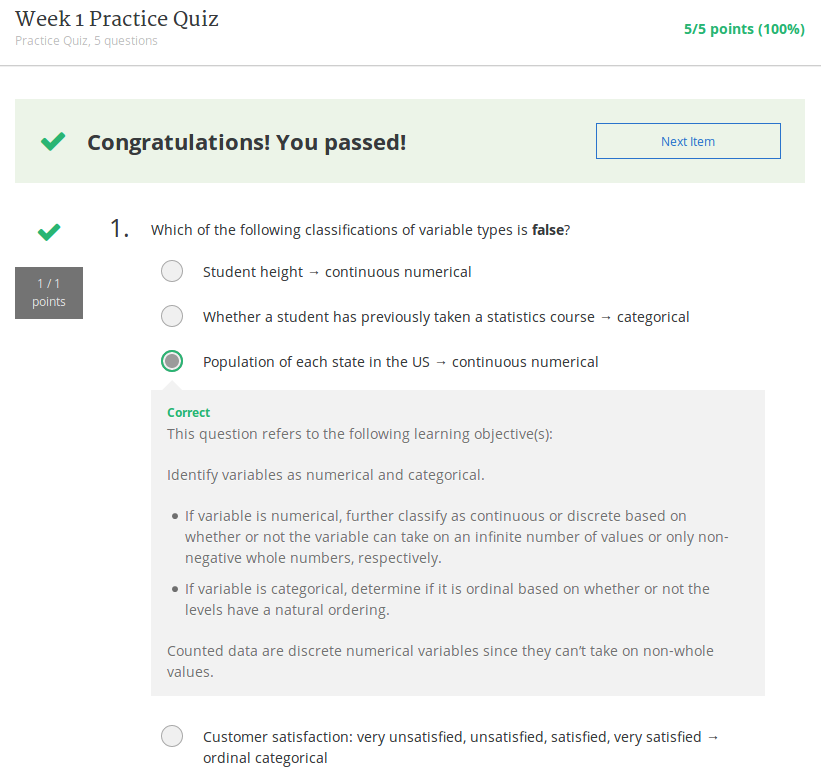 Week 1 Practice Quiz
Practice Quiz, 5 questions
5/5 points (100%)
Congratulations! You passed!
Next Item
1 / 1
points
1.
Which of the following classifications of variable types is false?
Student height → continuous numerical
Whether a student has previously taken a statistics course → categorical
Population of each state in the US → continuous numerical
Correct
This question refers to the following learning objective(s):
Identify variables as numerical and categorical.
• If variable is numerical, further classify as continuous or discrete based on
whether or not the variable can take on an infinite number of values or only non-
negative whole numbers, respectively.
• If variable is categorical, determine if it is ordinal based on whether or not the
levels have a natural ordering.
Counted data are discrete numerical variables since they can’t take on non-whole
values.
Customer satisfaction: very unsatisfied, unsatisfied, satisfied, very satisfied →
ordinal categorical